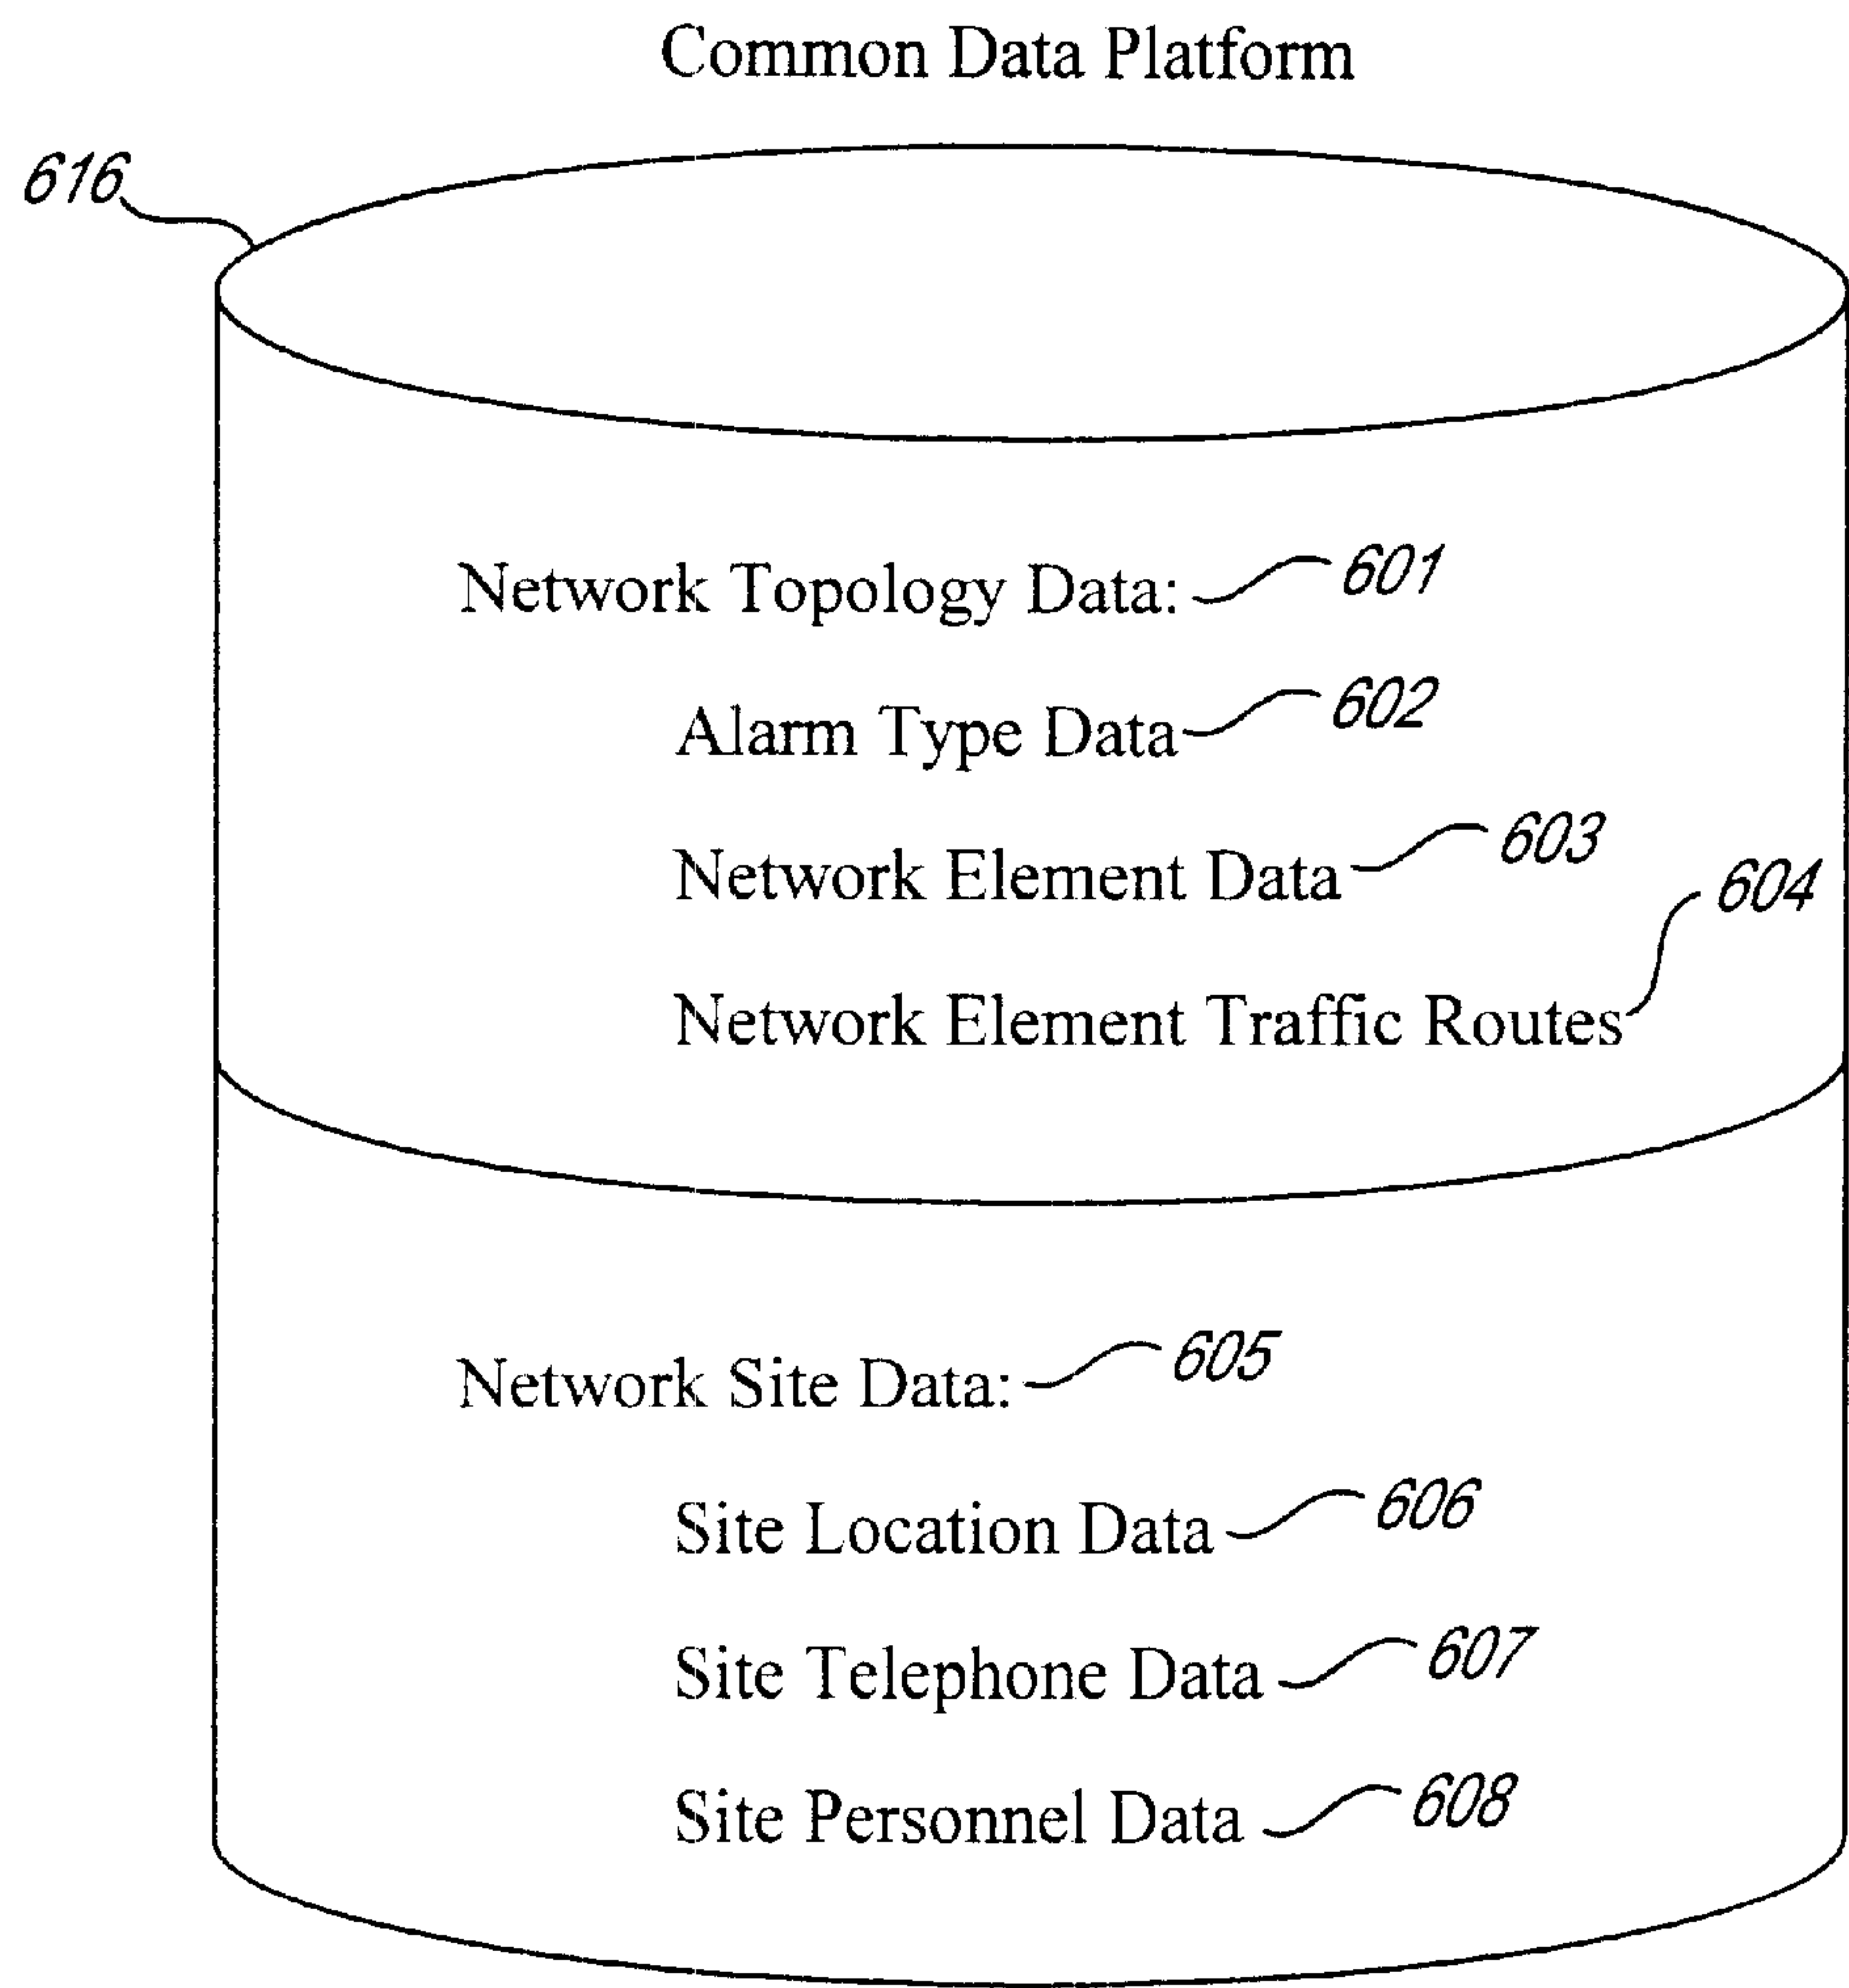 Common Data Platform
616
Network Topology Data: 601
Alarm Type Data 602
Network Element Data 603
Network Element Traffic Routes 604
Network Site Data: 605
Site Location Data 606
Site Telephone Data 607
Site Personnel Data 608